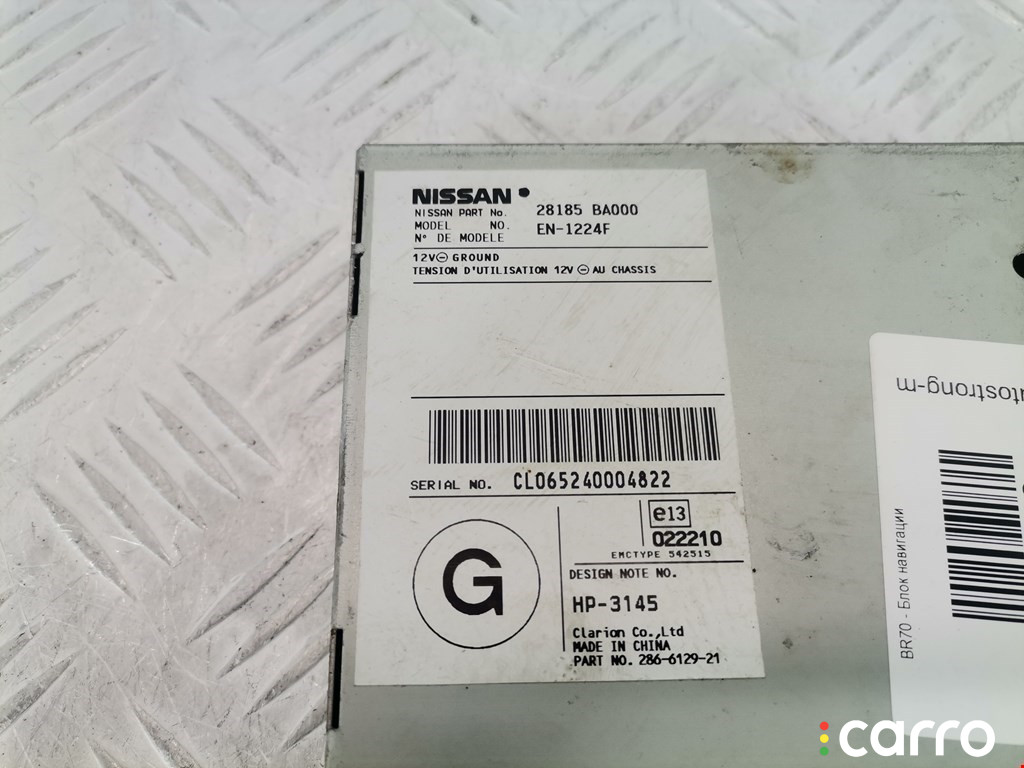 NISSAN
NISSAN PART No. 28185 BA000
MODEL NO. EN-1224F
N° DE MODELE
12V⊖ GROUND
TENSION D'UTILISATION 12V ⊖ AU CHASSIS
SERIAL NO. CL065240004822
G
e13
022210
EMCTYPE 542515
DESIGN NOTE NO.
HP-3145
Clarion Co.,Ltd
MADE IN CHINA
PART NO. 286-6129-21
utostrong-m
BR70 - Блок навигации
carro